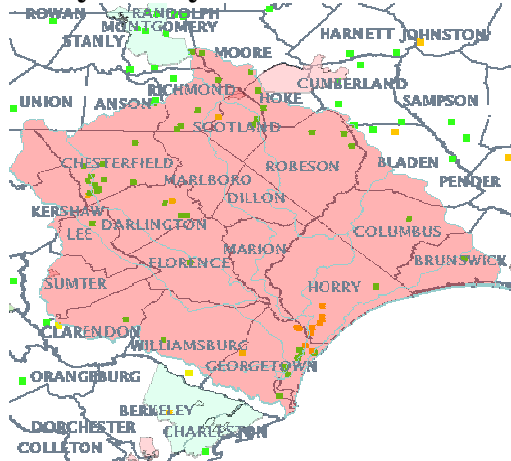 ROWAN
RANDOLPH
MONTGOMERY
STANLY
HARNETT
JOHNSTON
MOORE
RICHMOND
CUMBERLAND
HOKE
UNION
ANSON
SAMPSON
SCOTLAND
CHESTERFIELD
ROBESON
BLADEN
MARLBORO
PENDER
DILLON
KERSHAW
DARLINGTON
LEE
COLUMBUS
MARION
FLORENCE
BRUNSWICK
SUMTER
HORRY
CLARENDON
WILLIAMSBURG
GEORGETOWN
ORANGEBURG
BERKELEY
DORCHESTER
CHARLESTON
COLLETON